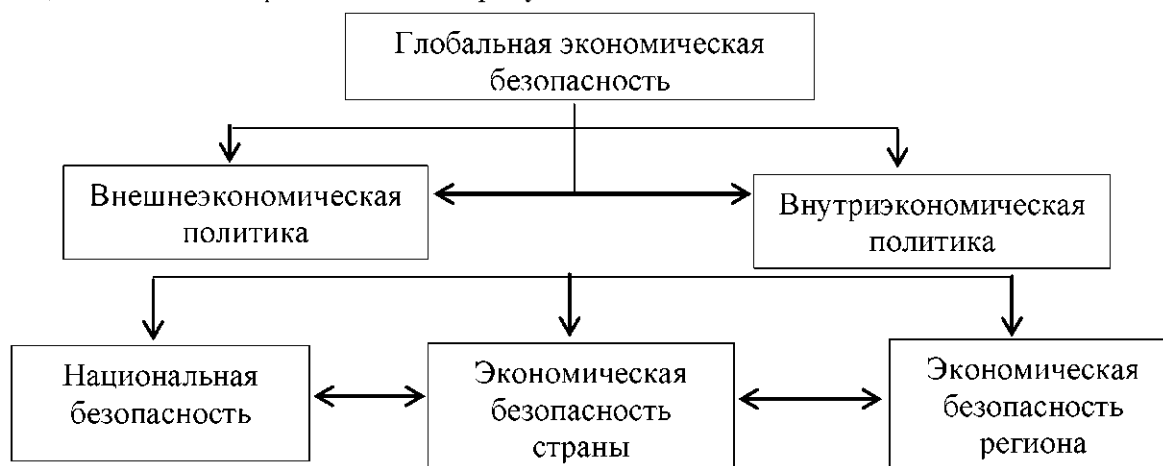 Глобальная экономическая
безопасность
Внешнеэкономическая
политика
Внутриэкономическая
политика
Национальная
безопасность
Экономическая
безопасность
страны
Экономическая
безопасность
региона